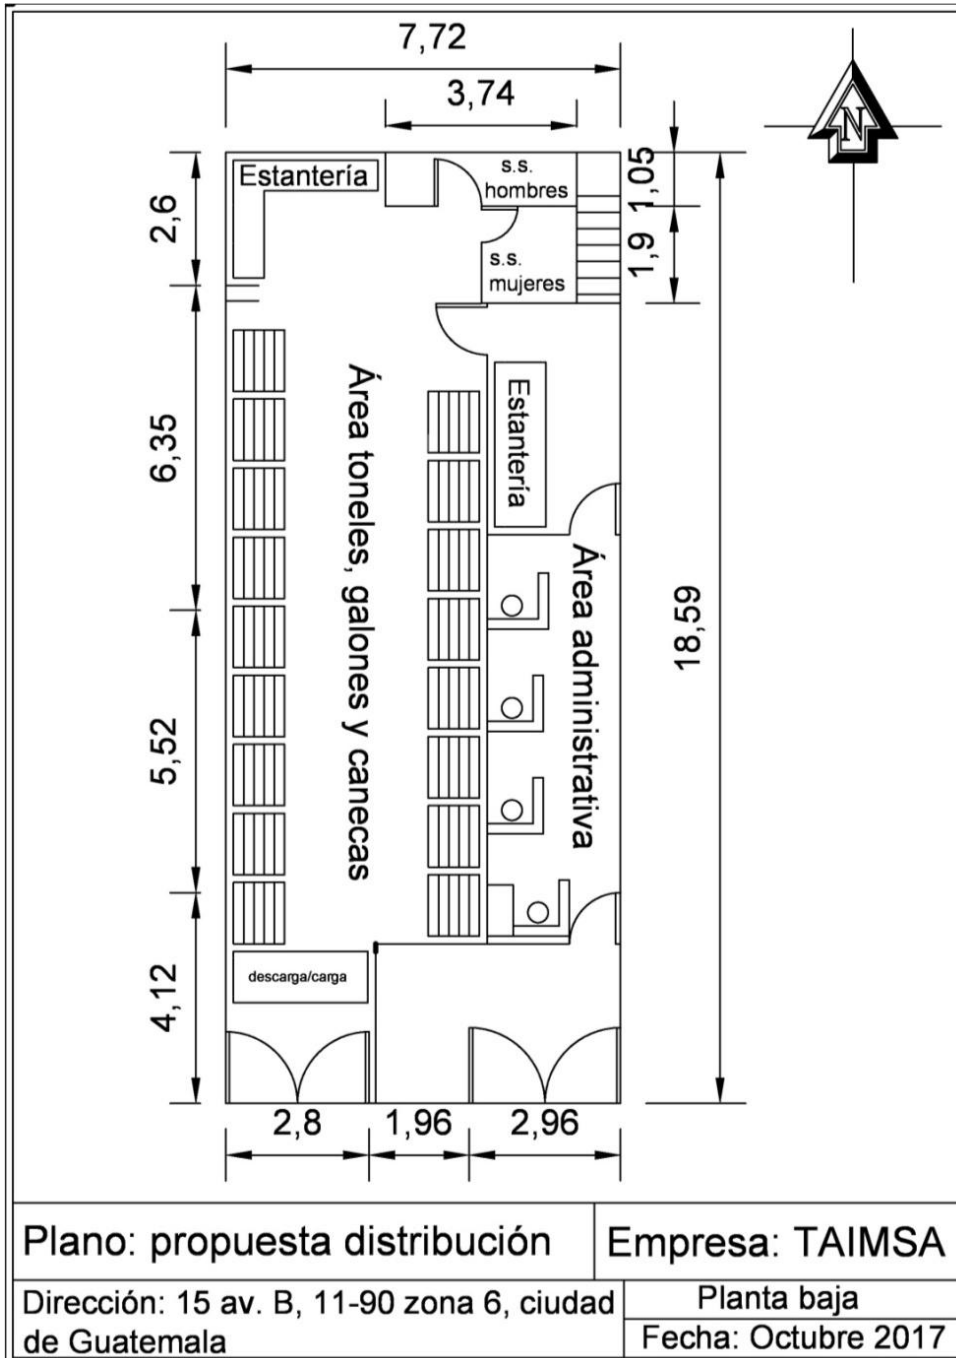 7,72
3,74
N
Estantería
s.s.
hombres
1,05
2,6
1,9
s.s.
mujeres
6,35
Área toneles, galones y canecas
Estantería
Área administrativa
18,59
5,52
4,12
descarga/carga
2,8
1,96
2,96
Plano: propuesta distribución
Empresa: TAIMSA
Dirección: 15 av. B, 11-90 zona 6, ciudad
de Guatemala
Planta baja
Fecha: Octubre 2017